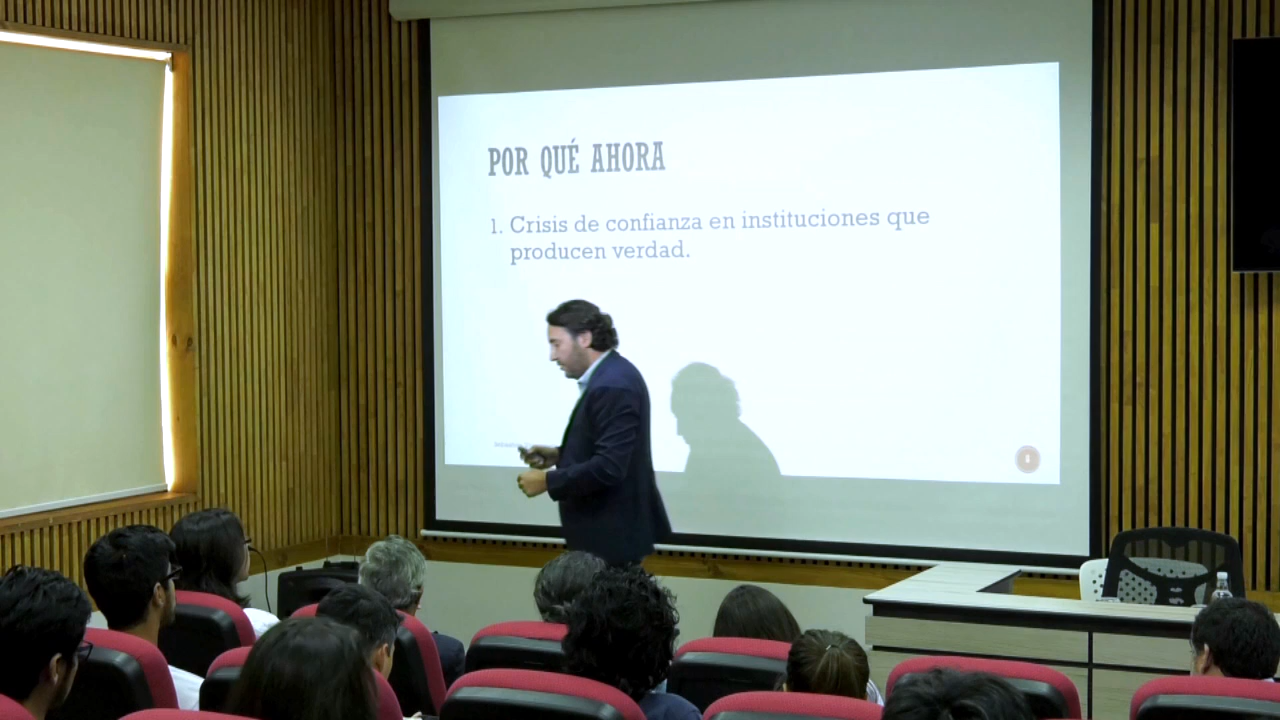 POR QUÉ AHORA
1. Crisis de confianza en instituciones que
producen verdad.